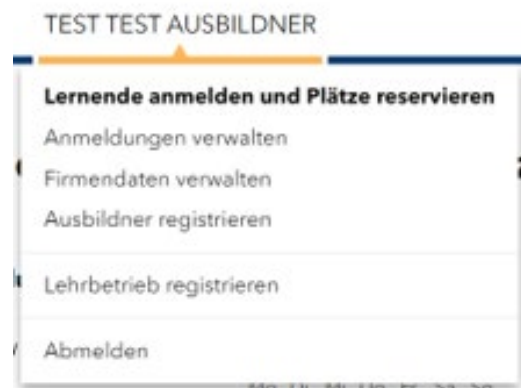 TEST TEST AUSBILDNER
Lernende anmelden und Plätze reservieren
Anmeldungen verwalten
Firmendaten verwalten
Ausbildner registrieren
Lehrbetrieb registrieren
Abmelden